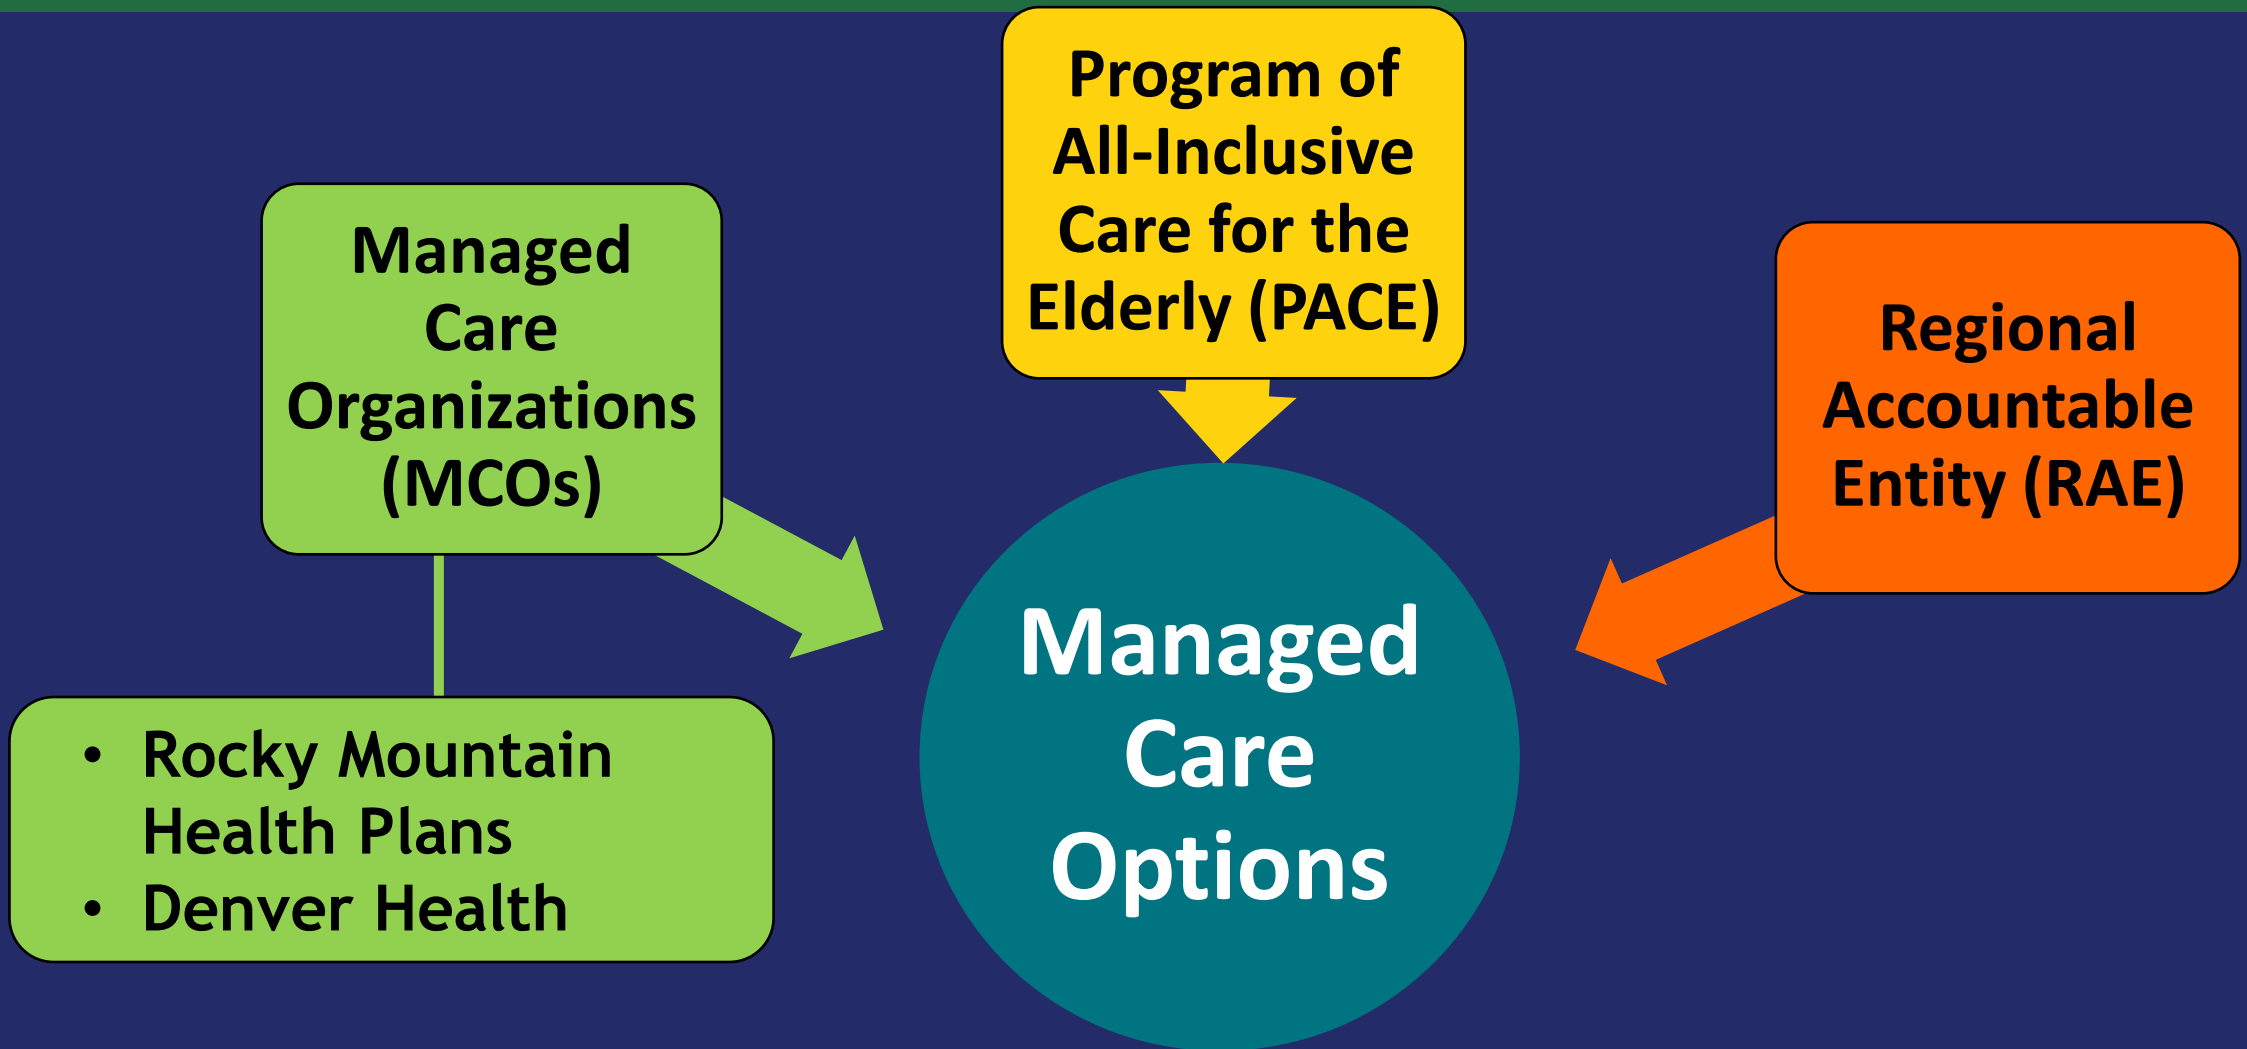 Program of
All-Inclusive
Care for the
Elderly (PACE)
Managed
Care
Organizations
(MCOs)
Regional
Accountable
Entity (RAE)
• Rocky Mountain
Health Plans
• Denver Health
Managed
Care
Options